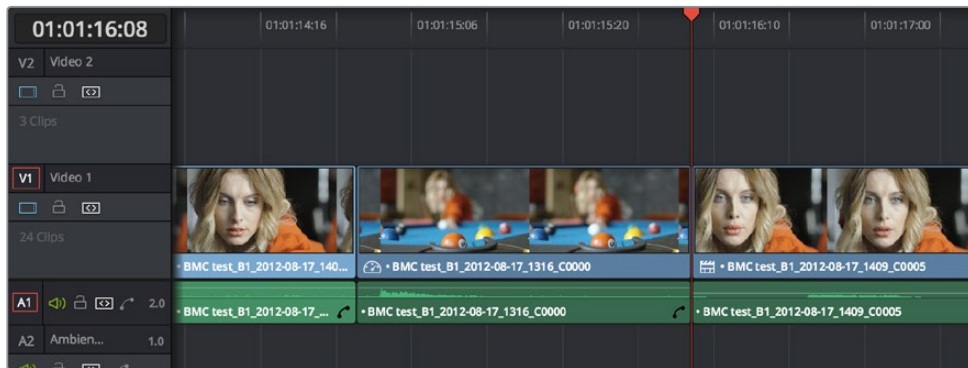 01:01:16:08
01:01:14:16 01:01:15:06 01:01:15:20 01:01:16:10 01:01:17:00
V2 Video 2
3 Clips
V1 Video 1
24 Clips
• BMC test_B1_2012-08-17_140... • BMC test_B1_2012-08-17_1316_C0000 • BMC test_B1_2012-08-17_1409_C0005
A1 2.0
• BMC test_B1_2012-08-17_... • BMC test_B1_2012-08-17_1316_C0000 • BMC test_B1_2012-08-17_1409_C0005
A2 Ambien... 1.0